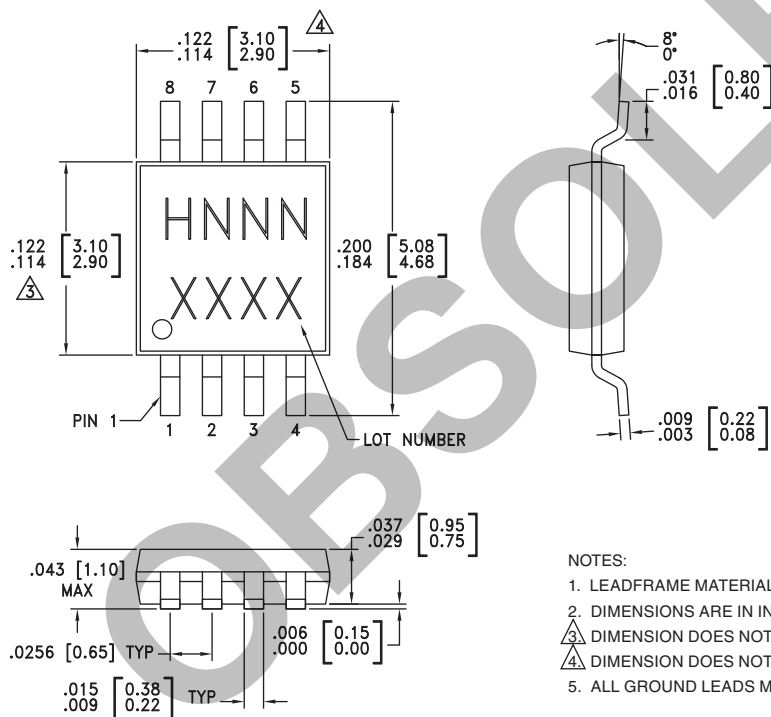 .122 [3.10]
.114 [2.90]
4
8 7 6 5
HNNN
XXXX
.122 [3.10]
.114 [2.90]
3
.200 [5.08]
.184 [4.68]
PIN 1
1 2 3 4
LOT NUMBER
8°
0°
.031 [0.80]
.016 [0.40]
.009 [0.22]
.003 [0.08]
.043 [1.10]
MAX
.037 [0.95]
.029 [0.75]
.0256 [0.65] TYP
.006 [0.15]
.000 [0.00]
.015 [0.38]
.009 [0.22] TYP
NOTES:
1. LEADFRAME MATERIAL
2. DIMENSIONS ARE IN IN
3. DIMENSION DOES NOT
4. DIMENSION DOES NOT
5. ALL GROUND LEADS M
OBSOL